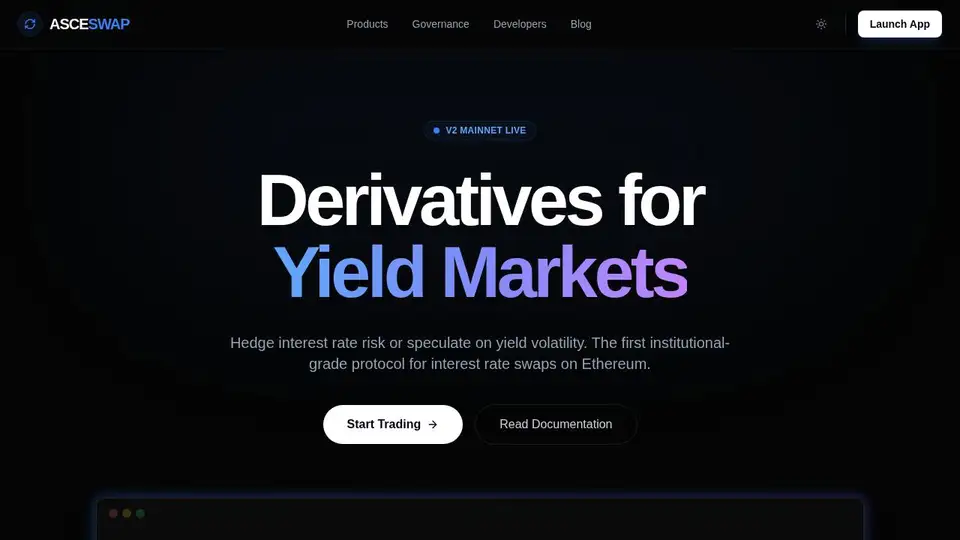 ASCESWAP
Products
Governance
Developers
Blog
Launch App
V2 MAINNET LIVE
Derivatives for
Yield Markets
Hedge interest rate risk or speculate on yield volatility. The first institutional-
grade protocol for interest rate swaps on Ethereum.
Start Trading
Read Documentation